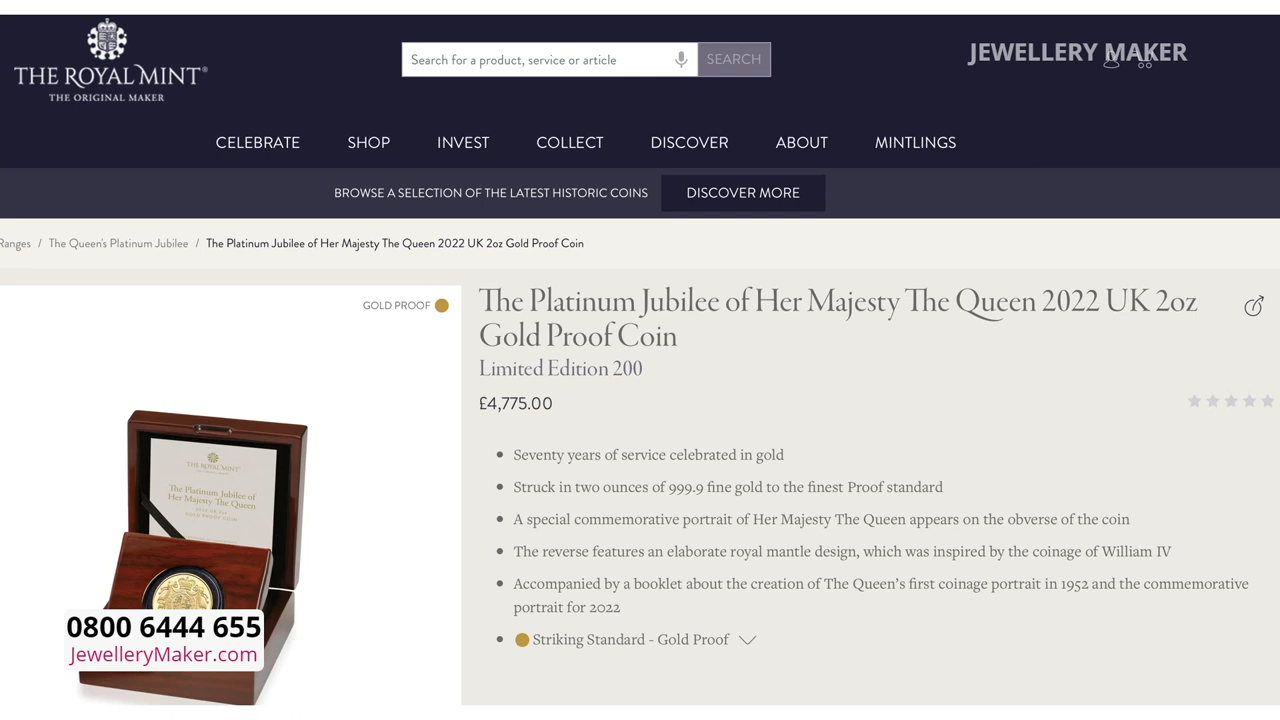 THE ROYAL MINT®
THE ORIGINAL MAKER
Search for a product, service or article
SEARCH
JEWELLERY MAKER
CELEBRATE
SHOP
INVEST
COLLECT
DISCOVER
ABOUT
MINTLINGS
BROWSE A SELECTION OF THE LATEST HISTORIC COINS
DISCOVER MORE
Ranges / The Queen's Platinum Jubilee / The Platinum Jubilee of Her Majesty The Queen 2022 UK 2oz Gold Proof Coin
GOLD PROOF
The Platinum Jubilee of Her Majesty The Queen 2022 UK 2oz
Gold Proof Coin
Limited Edition 200
£4,775.00
• Seventy years of service celebrated in gold
• Struck in two ounces of 999.9 fine gold to the finest Proof standard
• A special commemorative portrait of Her Majesty The Queen appears on the obverse of the coin
• The reverse features an elaborate royal mantle design, which was inspired by the coinage of William IV
• Accompanied by a booklet about the creation of The Queen’s first coinage portrait in 1952 and the commemorative
portrait for 2022
• Striking Standard - Gold Proof
THE ROYAL MINT
The Platinum Jubilee of
Her Majesty The Queen
2022 UK 2oz
GOLD PROOF COIN
0800 6444 655
JewelleryMaker.com